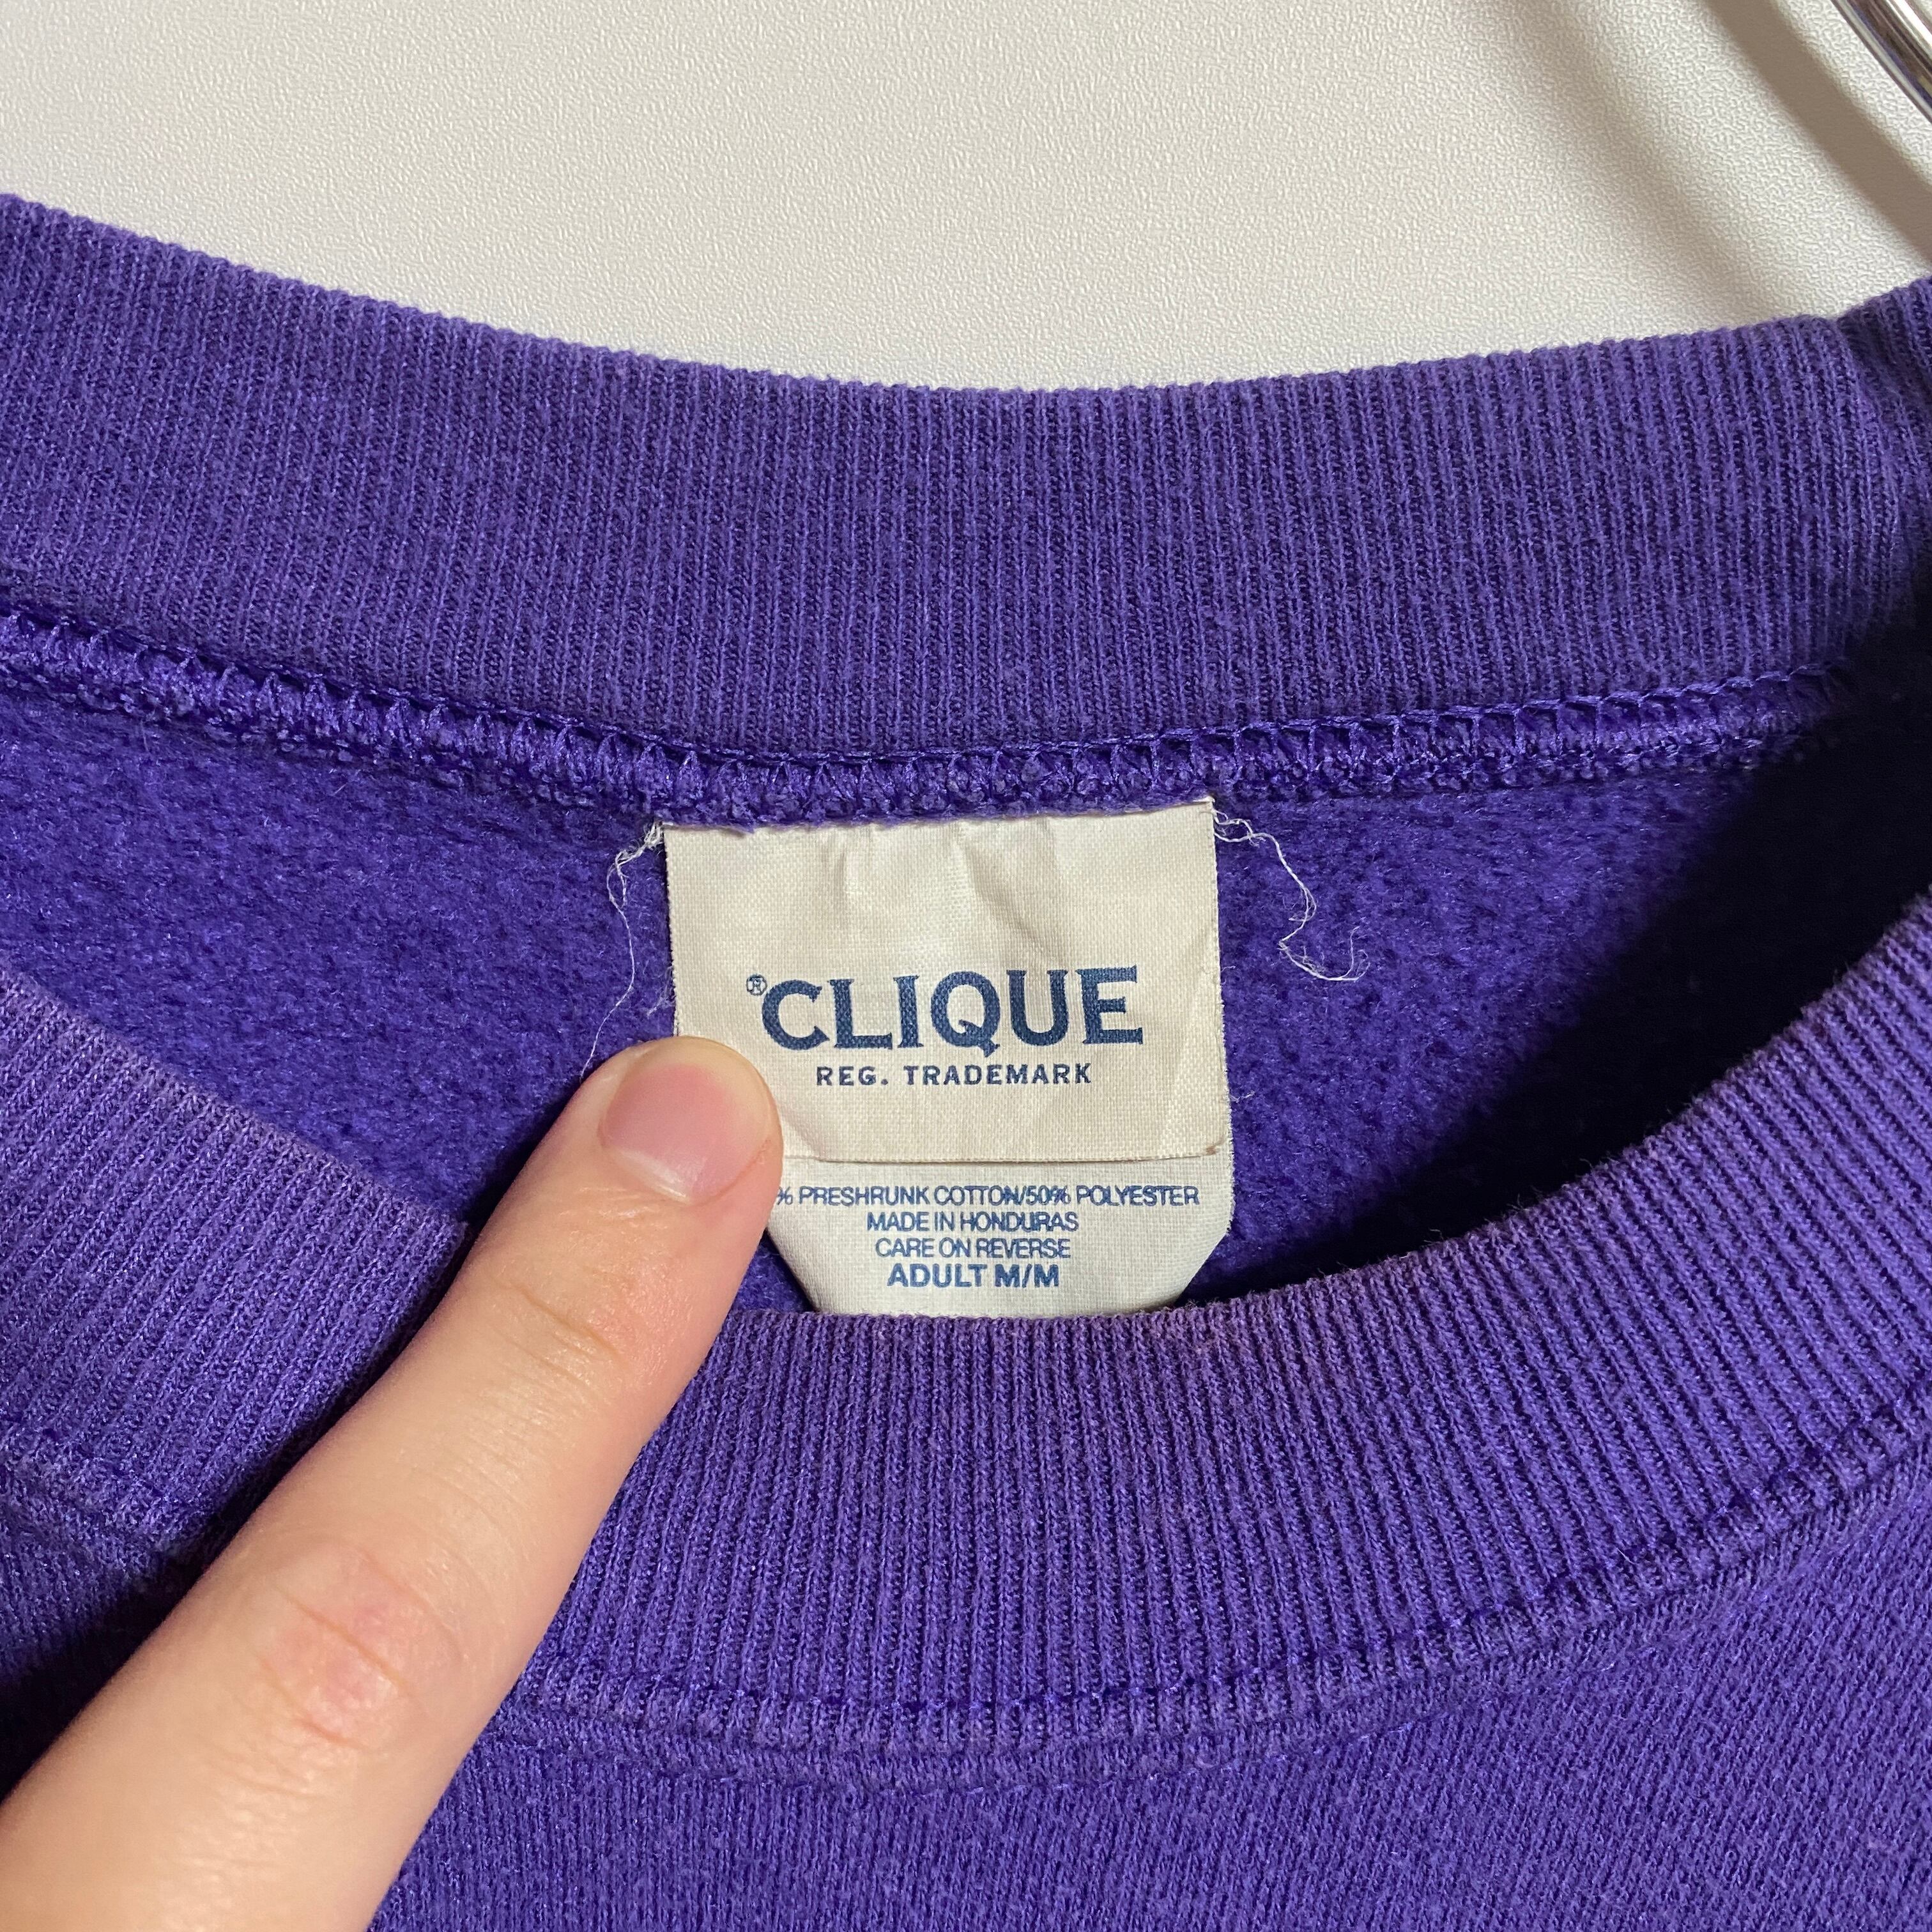 ®CLIQUE
REG. TRADEMARK
% PRESHRUNK COTTON/50% POLYESTER
MADE IN HONDURAS
CARE ON REVERSE
ADULT M/M